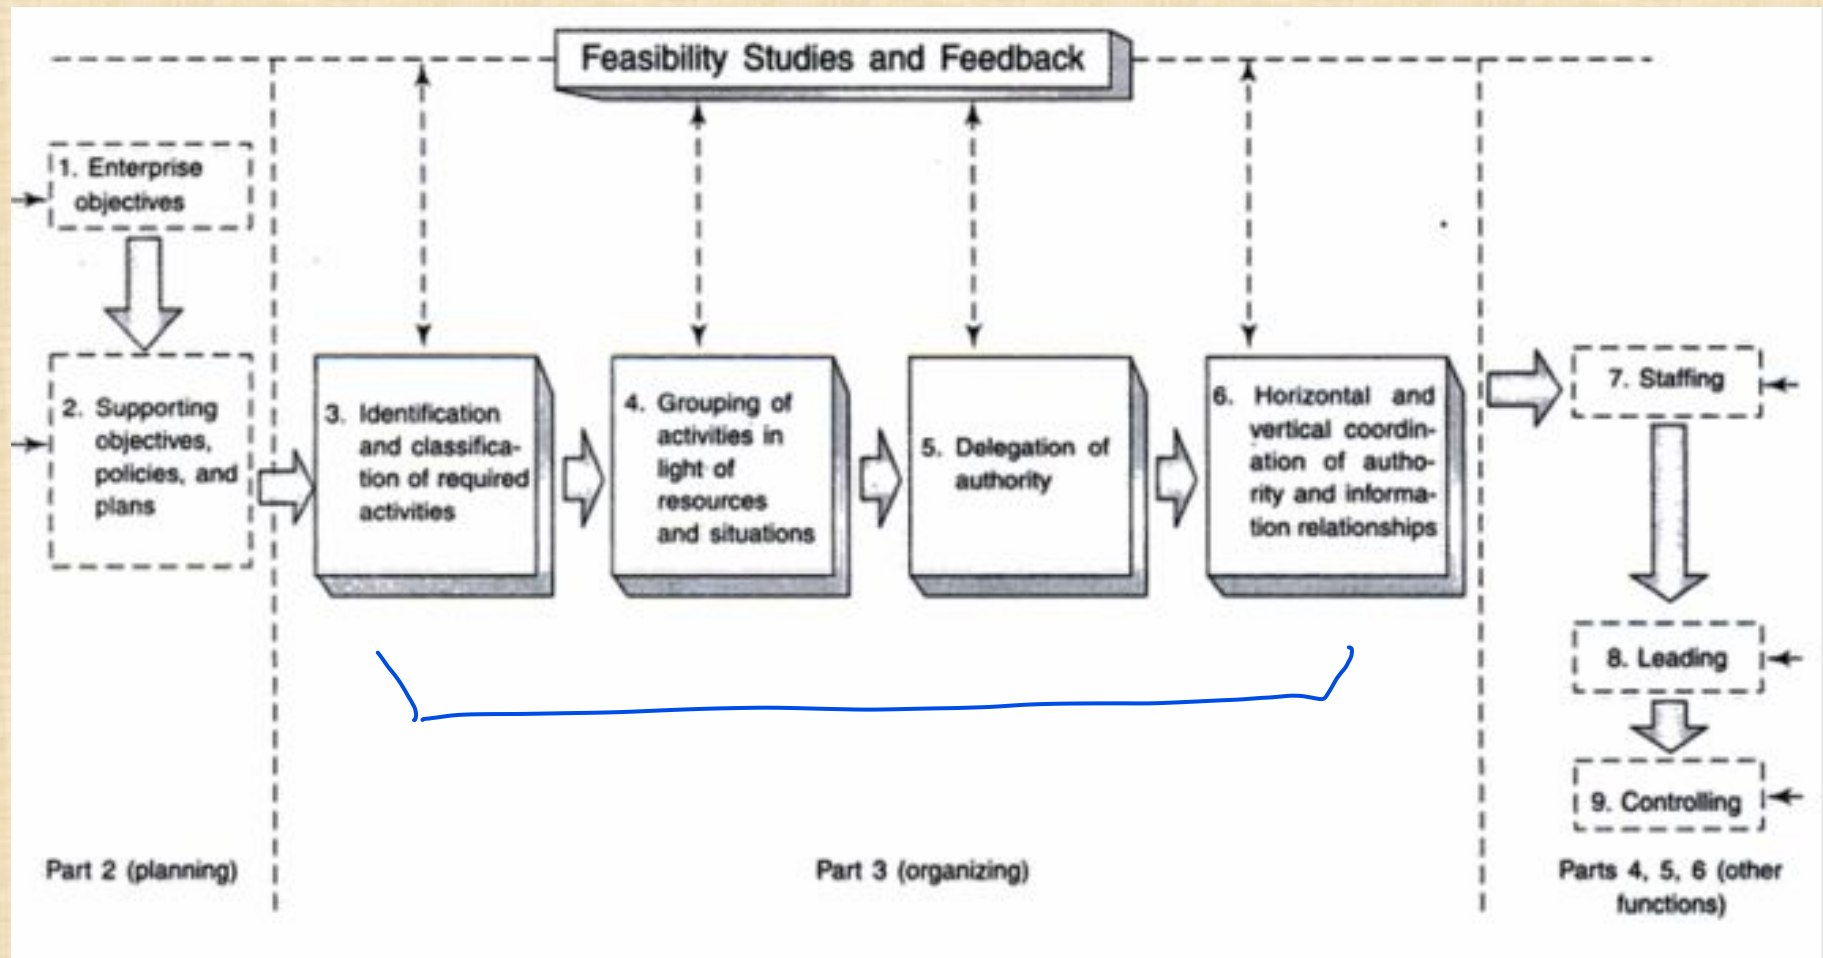 Feasibility Studies and Feedback
1. Enterprise
objectives
2. Supporting
objectives,
policies, and
plans
3. Identification
and classifica-
tion of required
activities
4. Grouping of
activities in
light of
resources
and situations
5. Delegation of
authority
6. Horizontal and
vertical coordin-
ation of autho-
rity and informa-
tion relationships
7. Staffing
8. Leading
9. Controlling
Part 2 (planning)
Part 3 (organizing)
Parts 4, 5, 6 (other
functions)